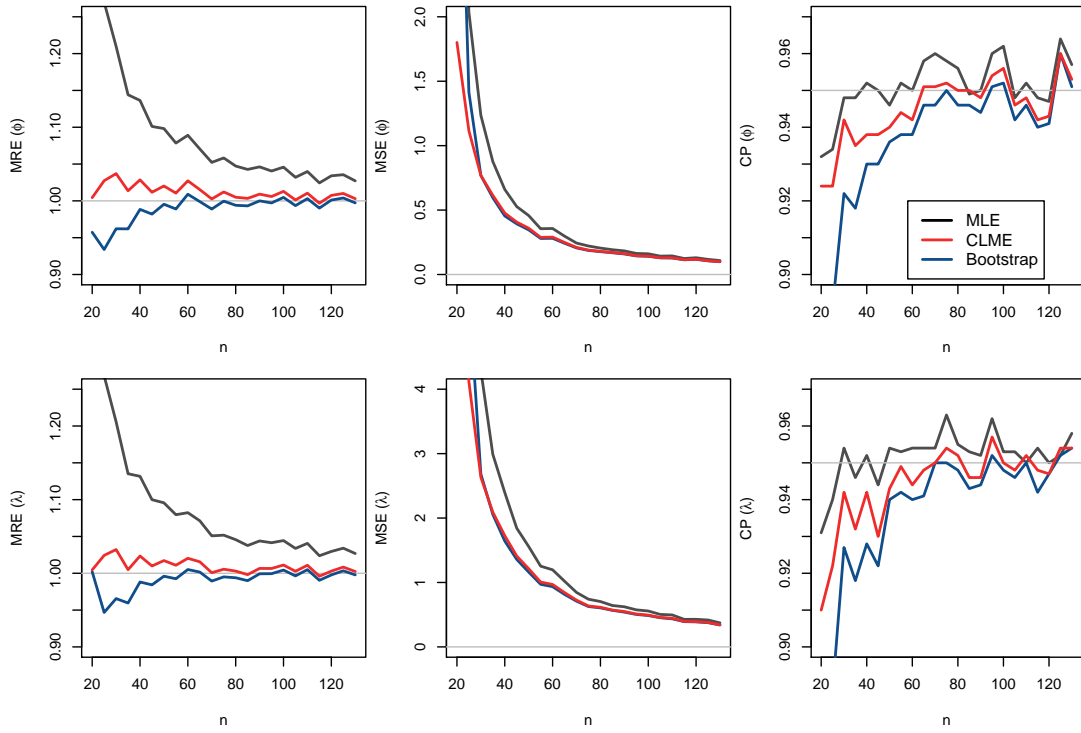 MRE (ϕ)
0.90 1.00 1.10 1.20
20 40 60 80 100 120
n
MSE (ϕ)
0.0 0.5 1.0 1.5 2.0
20 40 60 80 100 120
n
CP (ϕ)
0.90 0.92 0.94 0.96
MLE
CLME
Bootstrap
20 40 60 80 100 120
n
MRE (λ)
0.90 1.00 1.10 1.20
20 40 60 80 100 120
n
MSE (λ)
0 1 2 3 4
20 40 60 80 100 120
n
CP (λ)
0.90 0.92 0.94 0.96
20 40 60 80 100 120
n